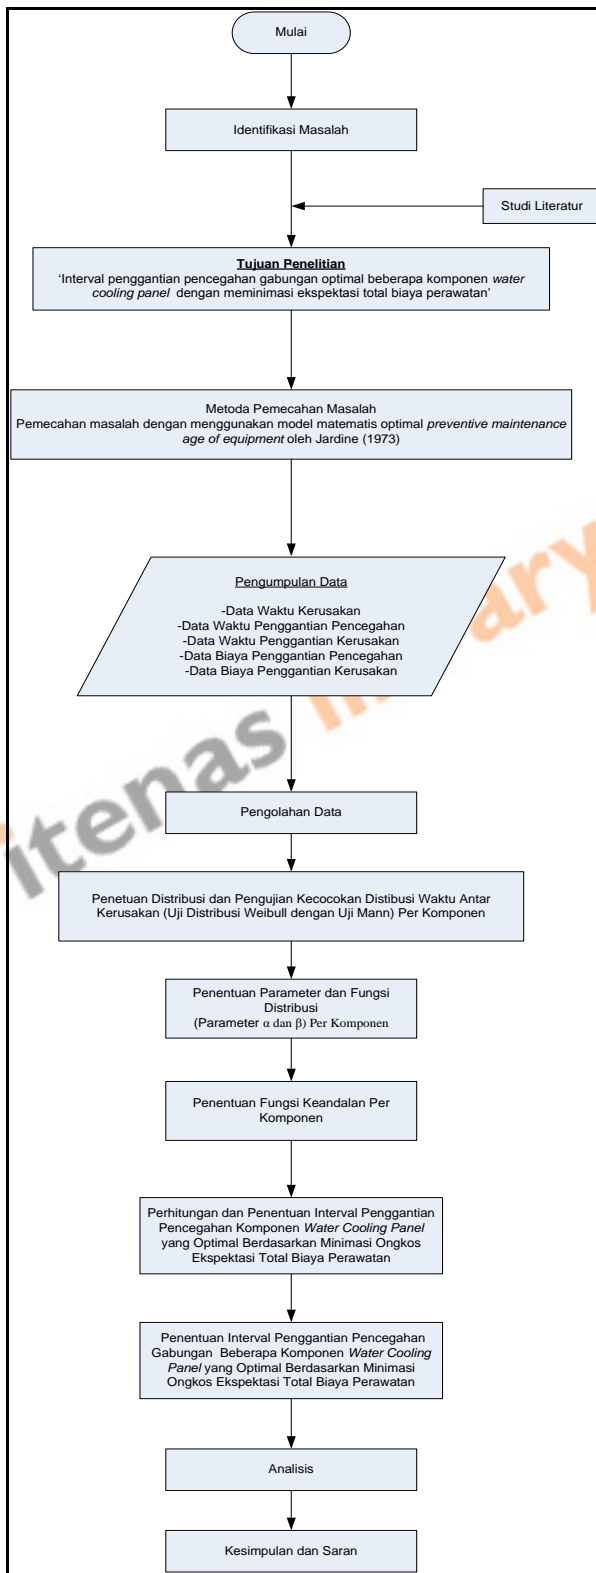 Mulai
Identifikasi Masalah
Studi Literatur
Tujuan Penelitian
'Interval penggantian pencegahan gabungan optimal beberapa komponen water
cooling panel dengan meminimasi ekspektasi total biaya perawatan'
Metoda Pemecahan Masalah
Pemecahan masalah dengan menggunakan model matematis optimal preventive maintenance
age of equipment oleh Jardine (1973)
Pengumpulan Data
-Data Waktu Kerusakan
-Data Waktu Penggantian Pencegahan
-Data Waktu Penggantian Kerusakan
-Data Biaya Penggantian Pencegahan
-Data Biaya Penggantian Kerusakan
itenas
Pengolahan Data
Penetuan Distribusi dan Pengujian Kecocokan Distibusi Waktu Antar
Kerusakan (Uji Distribusi Weibull dengan Uji Mann) Per Komponen
Penentuan Parameter dan Fungsi
Distribusi
(Parameter α dan β) Per Komponen
Penentuan Fungsi Keandalan Per
Komponen
Perhitungan dan Penentuan Interval Penggantian
Pencegahan Komponen Water Cooling Panel
yang Optimal Berdasarkan Minimasi Ongkos
Ekspektasi Total Biaya Perawatan
Penentuan Interval Penggantian Pencegahan
Gabungan Beberapa Komponen Water Cooling
Panel yang Optimal Berdasarkan Minimasi
Ongkos Ekspektasi Total Biaya Perawatan
Analisis
Kesimpulan dan Saran